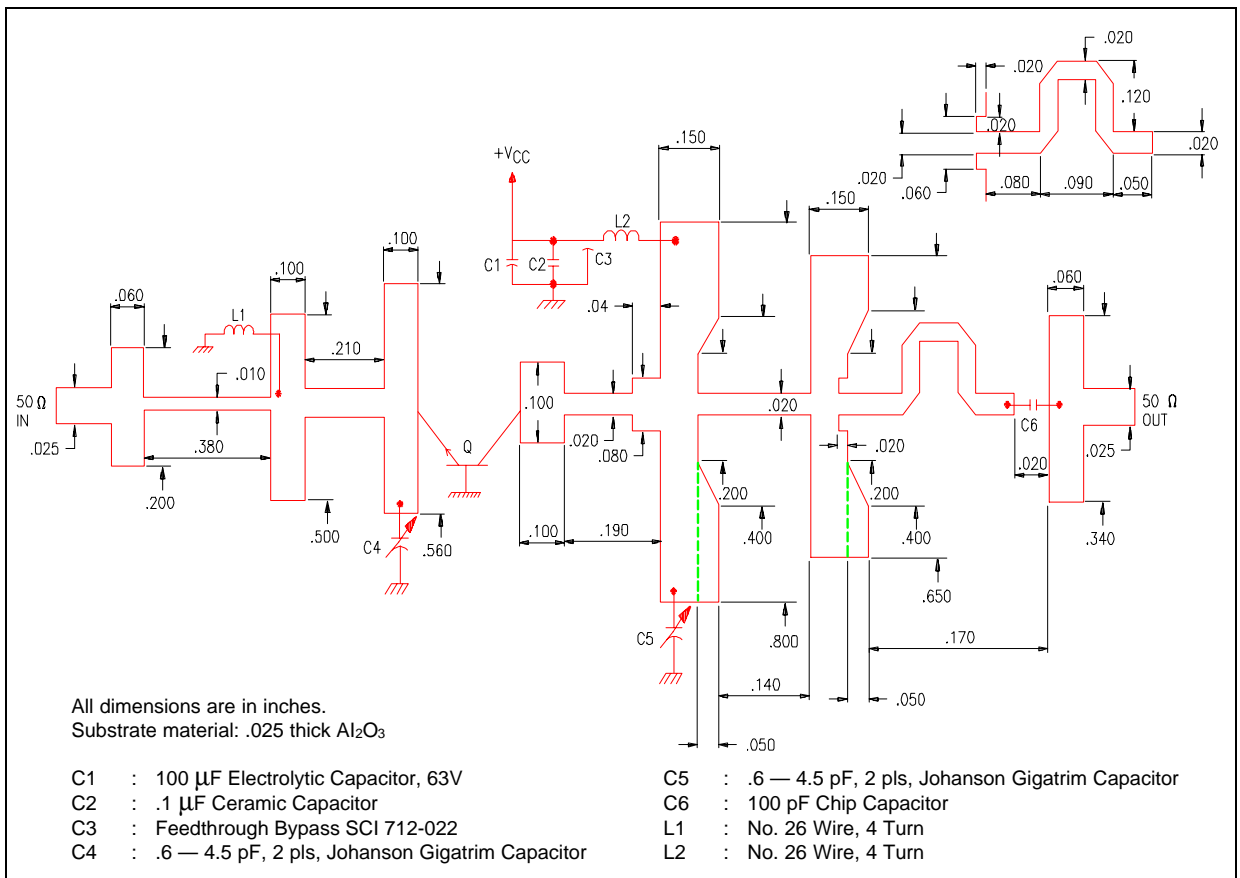 .020
.020
.120
.020
.020
.020
.060
.080
.090
.050
.150
+VCC
.150
L2
C1
C2
C3
.100
.100
.060
.04
.060
L1
.210
.010
50 Ω
IN
.100
.020
50 Ω
OUT
C6
Q
.025
.380
.020
.080
.020
.020
.025
.200
.200
.200
.500
C4
.560
.100
.190
.400
.400
.340
.650
C5
.800
.170
.140
.050
.050
All dimensions are in inches.
Substrate material: .025 thick Al2O3
C1 : 100 µF Electrolytic Capacitor, 63V
C2 : .1 µF Ceramic Capacitor
C3 : Feedthrough Bypass SCI 712-022
C4 : .6 — 4.5 pF, 2 pls, Johanson Gigatrim Capacitor
C5 : .6 — 4.5 pF, 2 pls, Johanson Gigatrim Capacitor
C6 : 100 pF Chip Capacitor
L1 : No. 26 Wire, 4 Turn
L2 : No. 26 Wire, 4 Turn